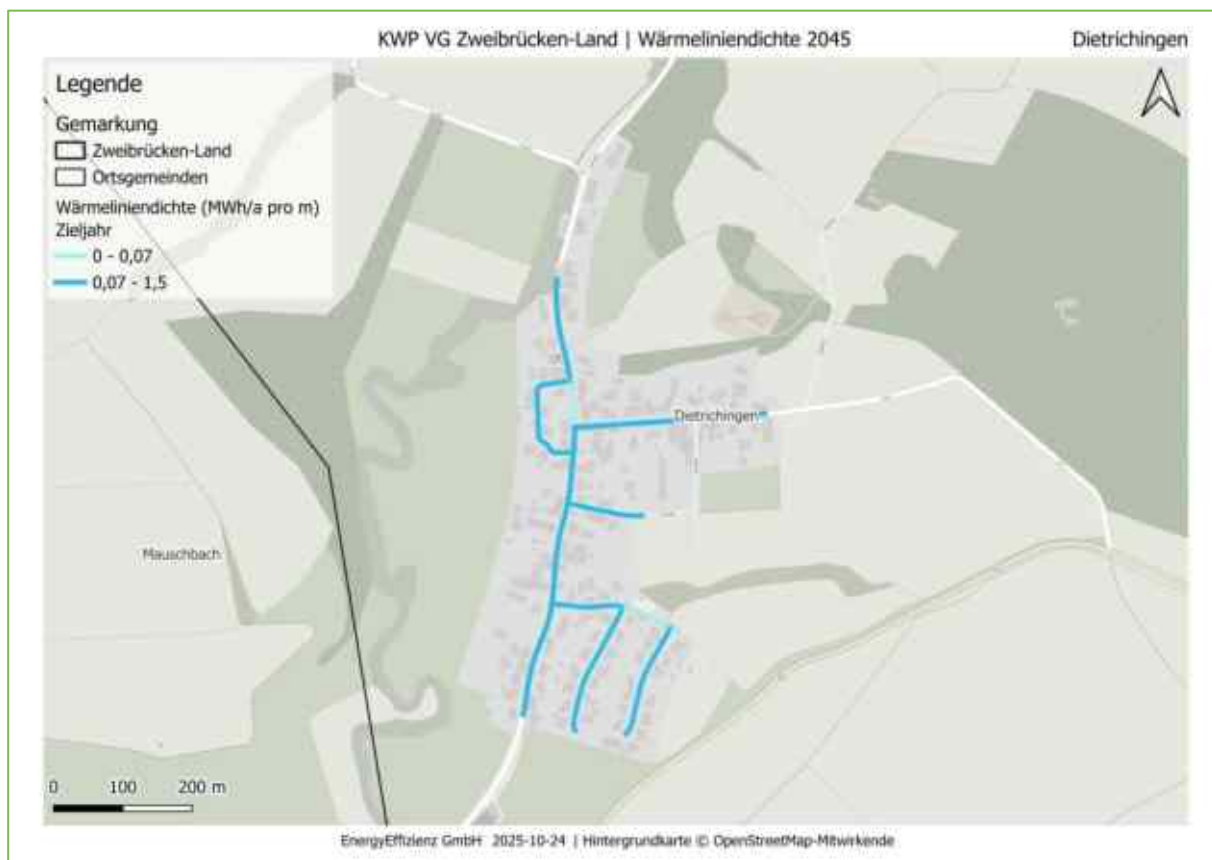 KWP VG Zweibrücken-Land | Wärmeliniendichte 2045
Dietrichingen
Legende
Gemarkung
Zweibrücken-Land
Ortsgemeinden
Wärmeliniendichte (MWh/a pro m)
Zieljahr
0 - 0,07
0,07 - 1,5
Dietrichingen
Mauschbach
0 100 200 m
EnergyEffizienz GmbH 2025-10-24 | Hintergrundkarte © OpenStreetMap-Mitwirkende